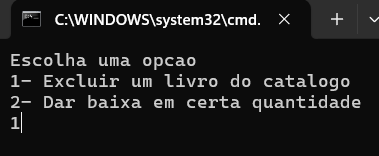 C:\WINDOWS\system32\cmd.
Escolha uma opcao
1- Excluir um livro do catalogo
2- Dar baixa em certa quantidade
1